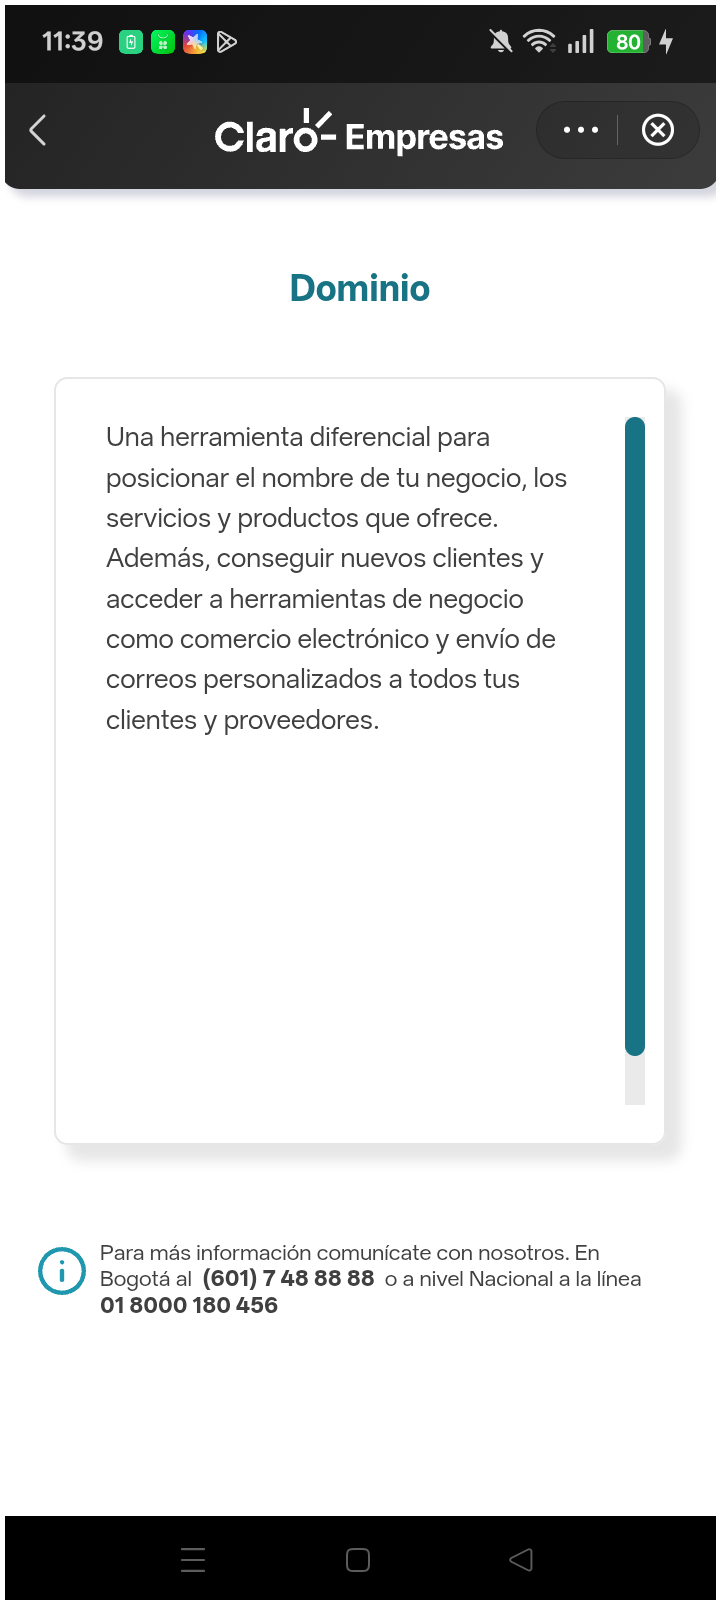 11:39
80
Claro Empresas
Dominio
Una herramienta diferencial para
posicionar el nombre de tu negocio, los
servicios y productos que ofrece.
Además, conseguir nuevos clientes y
acceder a herramientas de negocio
como comercio electrónico y envío de
correos personalizados a todos tus
clientes y proveedores.
Para más información comunícate con nosotros. En
Bogotá al (601) 7 48 88 88 o a nivel Nacional a la línea
01 8000 180 456